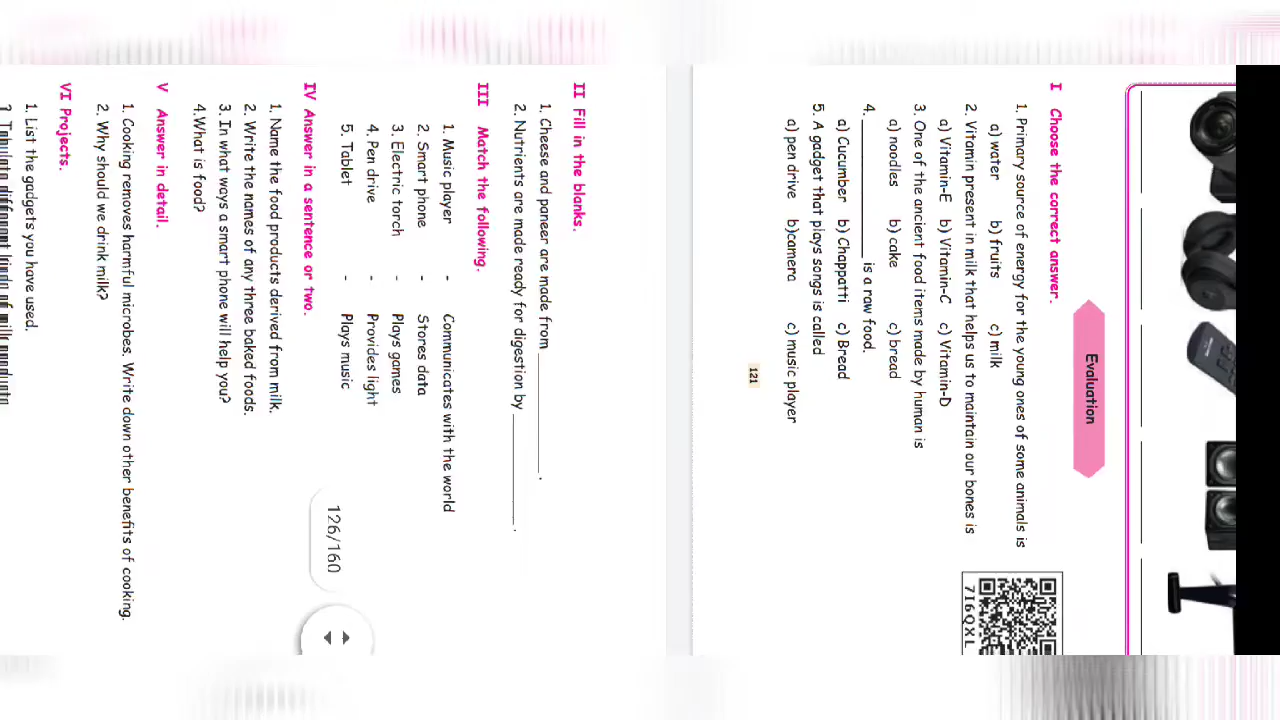 Evaluation
I Choose the correct answer.
1. Primary source of energy for the young ones of some animals is
a) water b) fruits c) milk
2. Vitamin present in milk that helps us to maintain our bones is
a) Vitamin-E b) Vitamin-C c) Vitamin-D
3. One of the ancient food items made by human is
a) noodles b) cake c) bread
4. __________ is a raw food.
a) Cucumber b) Chappatti c) Bread
5. A gadget that plays songs is called
a) pen drive b)camera c) music player
7I6QXL
121
II Fill in the blanks.
1. Cheese and paneer are made from __________ .
2. Nutrients are made ready for digestion by __________ .
III Match the following.
1. Music player - Communicates with the world
2. Smart phone - Stores data
3. Electric torch - Plays games
4. Pen drive - Provides light
5. Tablet - Plays music
IV Answer in a sentence or two.
1. Name the food products derived from milk.
2. Write the names of any three baked foods.
3. In what ways a smart phone will help you?
4.What is food?
126/160
V Answer in detail.
1. Cooking removes harmful microbes. Write down other benefits of cooking.
2. Why should we drink milk?
VI Projects.
1. List the gadgets you have used.